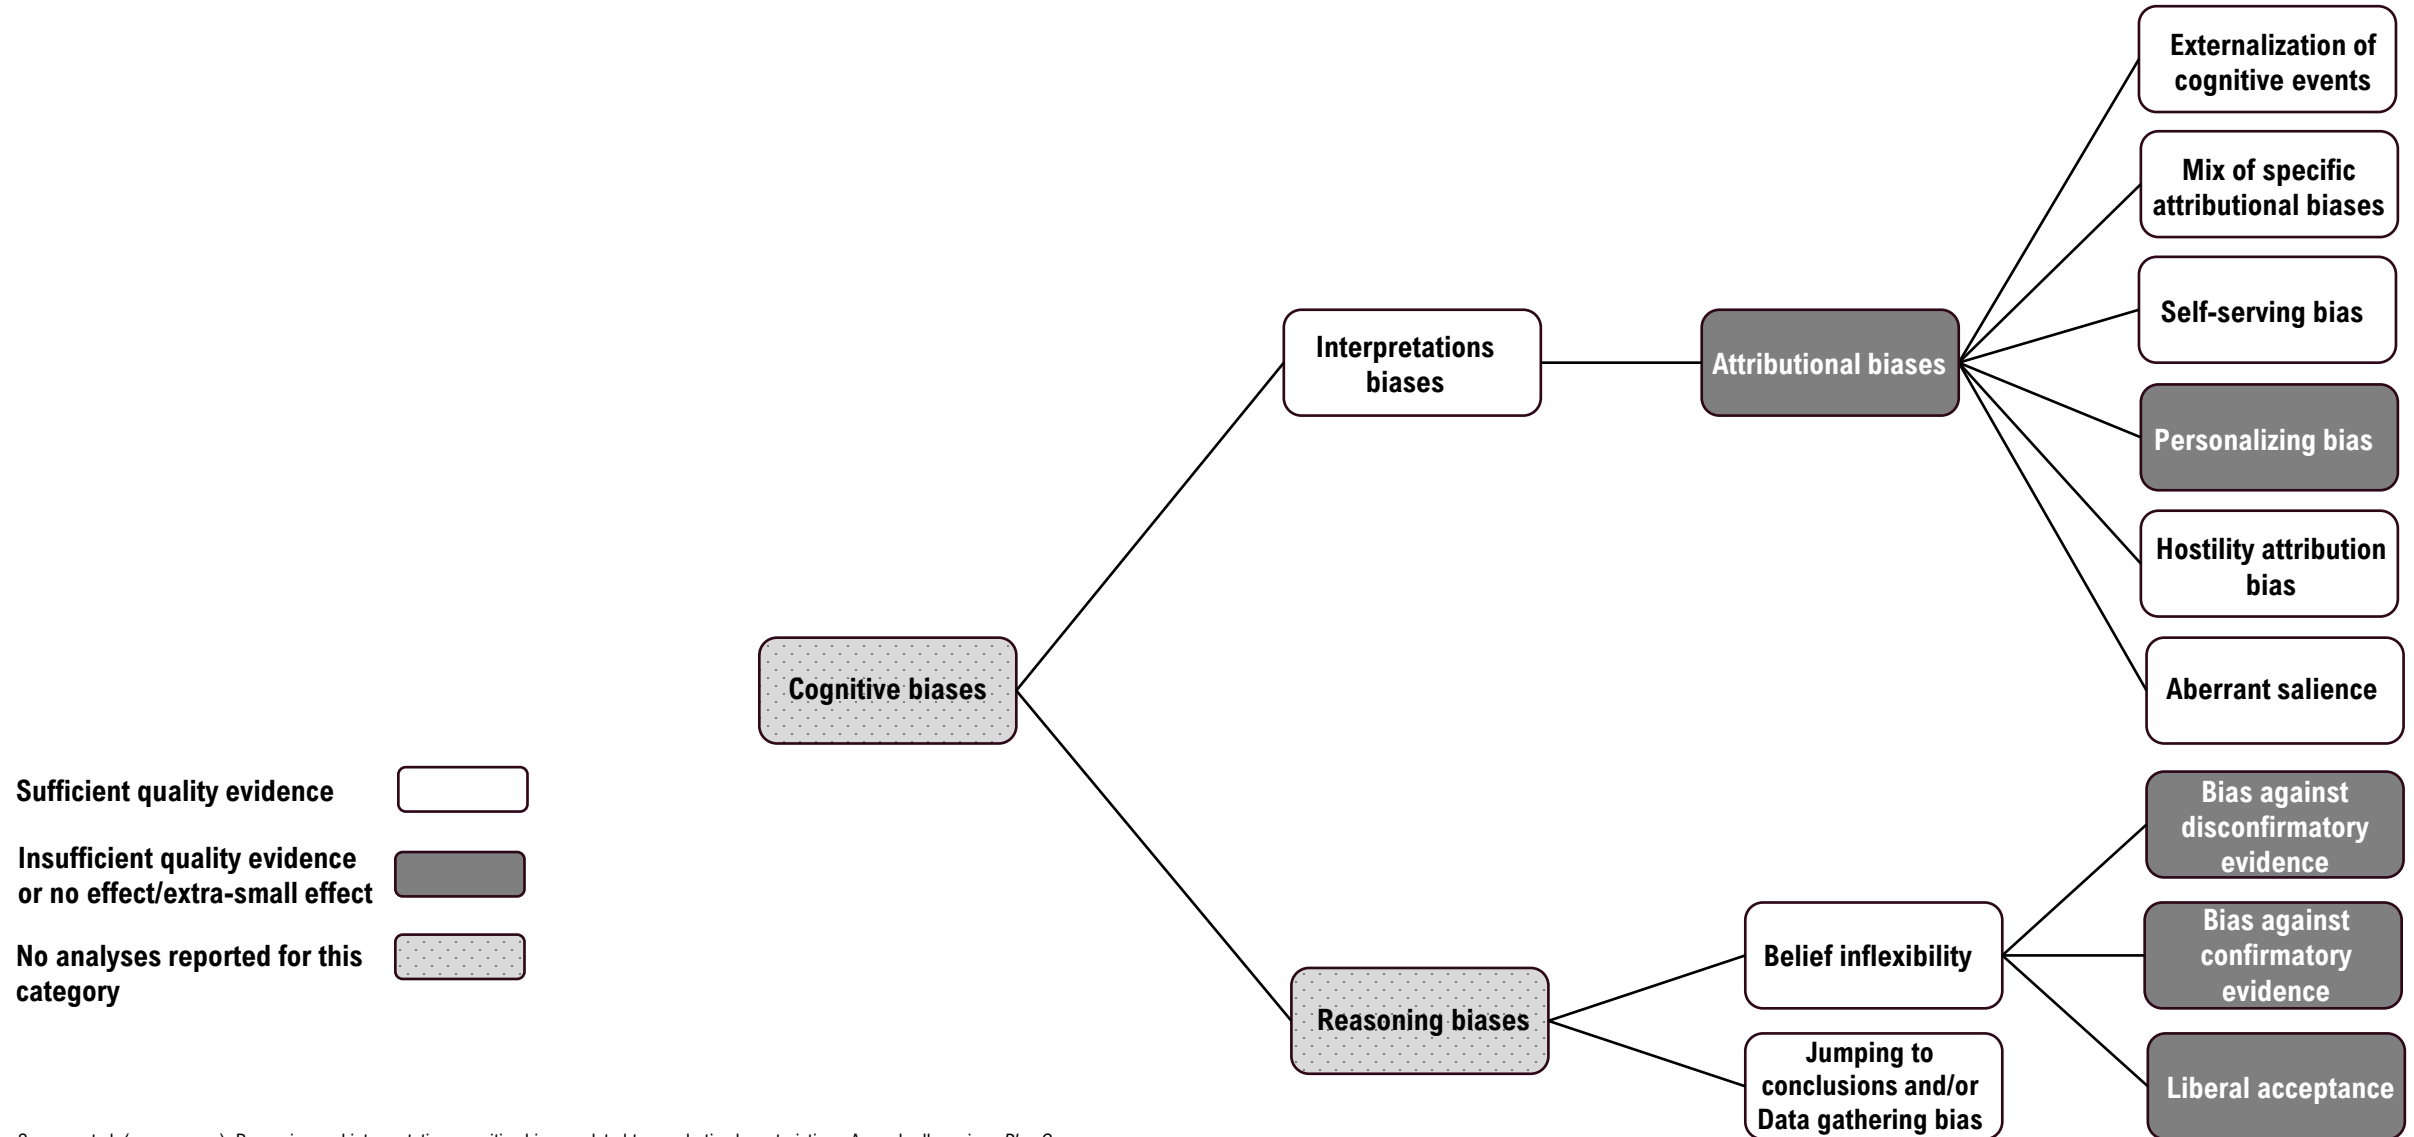 Externalization of
cognitive events
Mix of specific
attributional biases
Self-serving bias
Interpretations
biases
Attributional biases
Personalizing bias
Hostility attribution
bias
Cognitive biases
Aberrant salience
Sufficient quality evidence
Insufficient quality evidence
or no effect/extra-small effect
No analyses reported for this
category
Bias against
disconfirmatory
evidence
Belief inflexibility
Bias against
confirmatory
evidence
Reasoning biases
Jumping to
conclusions and/or
Data gathering bias
Liberal acceptance